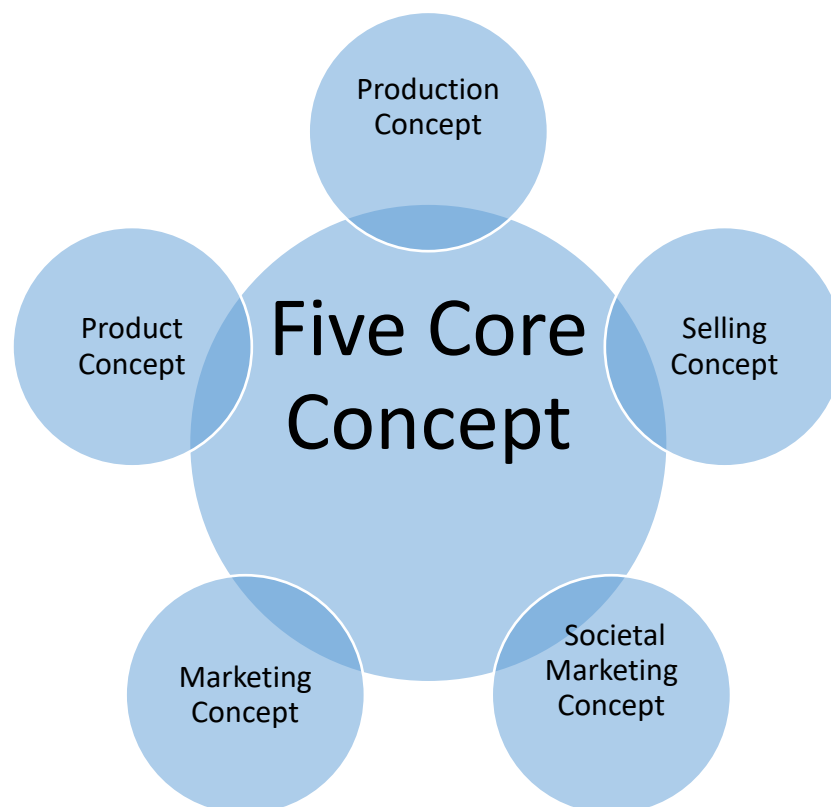 Production
Concept
Five Core
Concept
Product
Concept
Selling
Concept
Marketing
Concept
Societal
Marketing
Concept